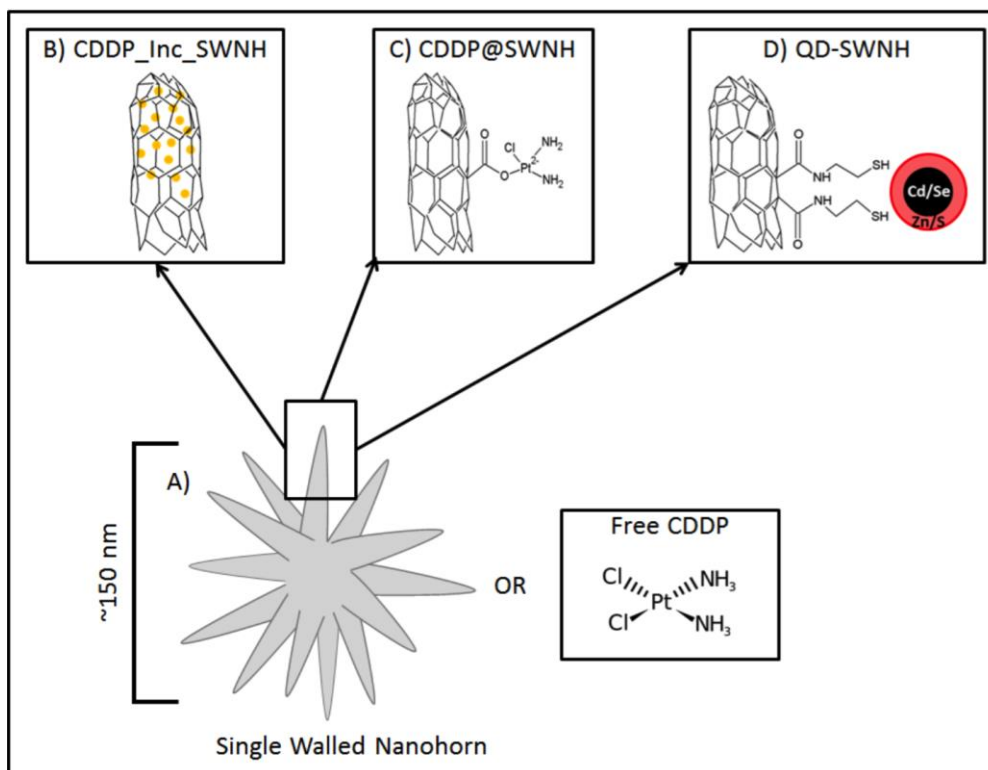 B) CDDP_Inc_SWNH
C) CDDP@SWNH
O
Cl
NH₂
Pt²⁻
O
NH₂
D) QD-SWNH
O
SH
NH
Cd/Se
NH
SH
Zn/S
O
A)
~150 nm
OR
Free CDDP
Cl
NH₃
Pt
Cl
NH₃
Single Walled Nanohorn